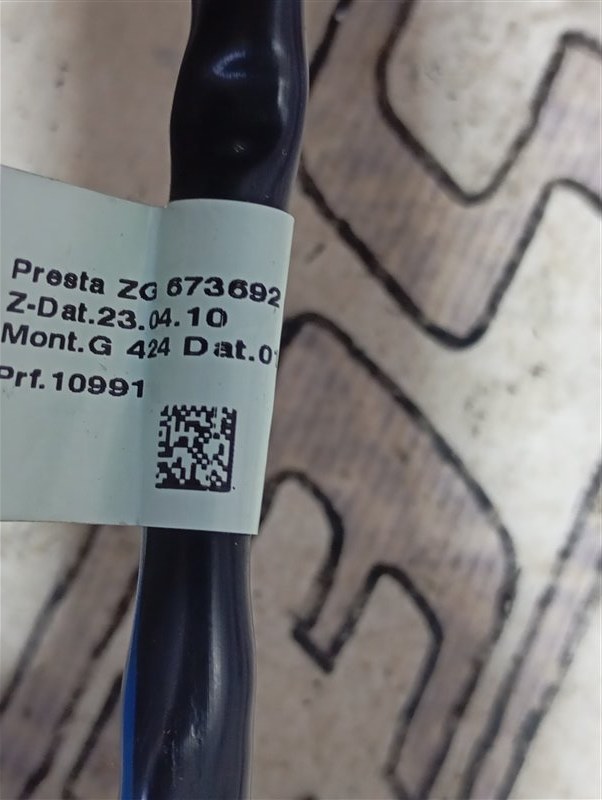 Presta ZG 673692
Z-Dat.23.04.10
Mont.G 424 Dat.0
Prf.10991